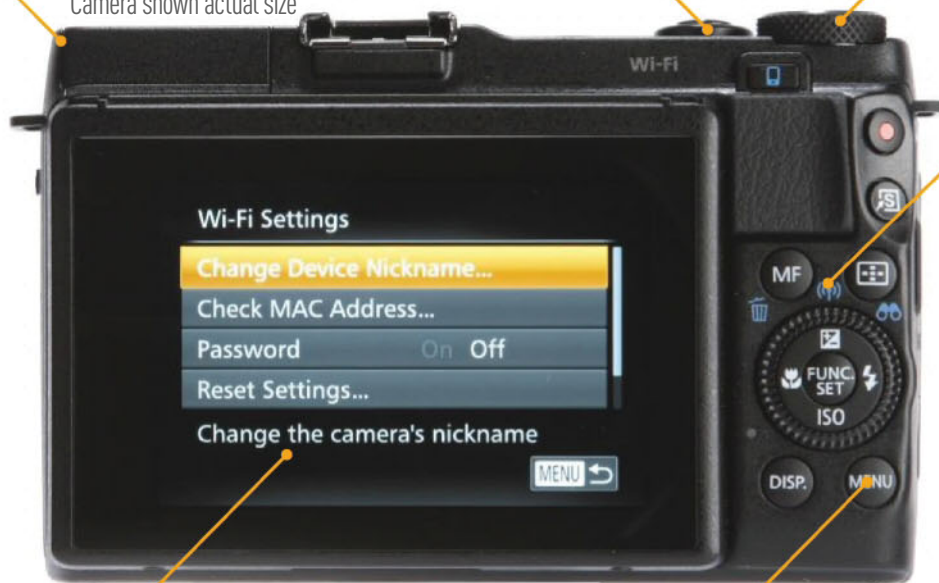 Camera shown actual size
Wi-Fi
S
Wi-Fi Settings
Change Device Nickname...
Check MAC Address...
Password On Off
Reset Settings...
Change the camera's nickname
MENU
MF
FUNC.
SET
ISO
DISP.
MENU